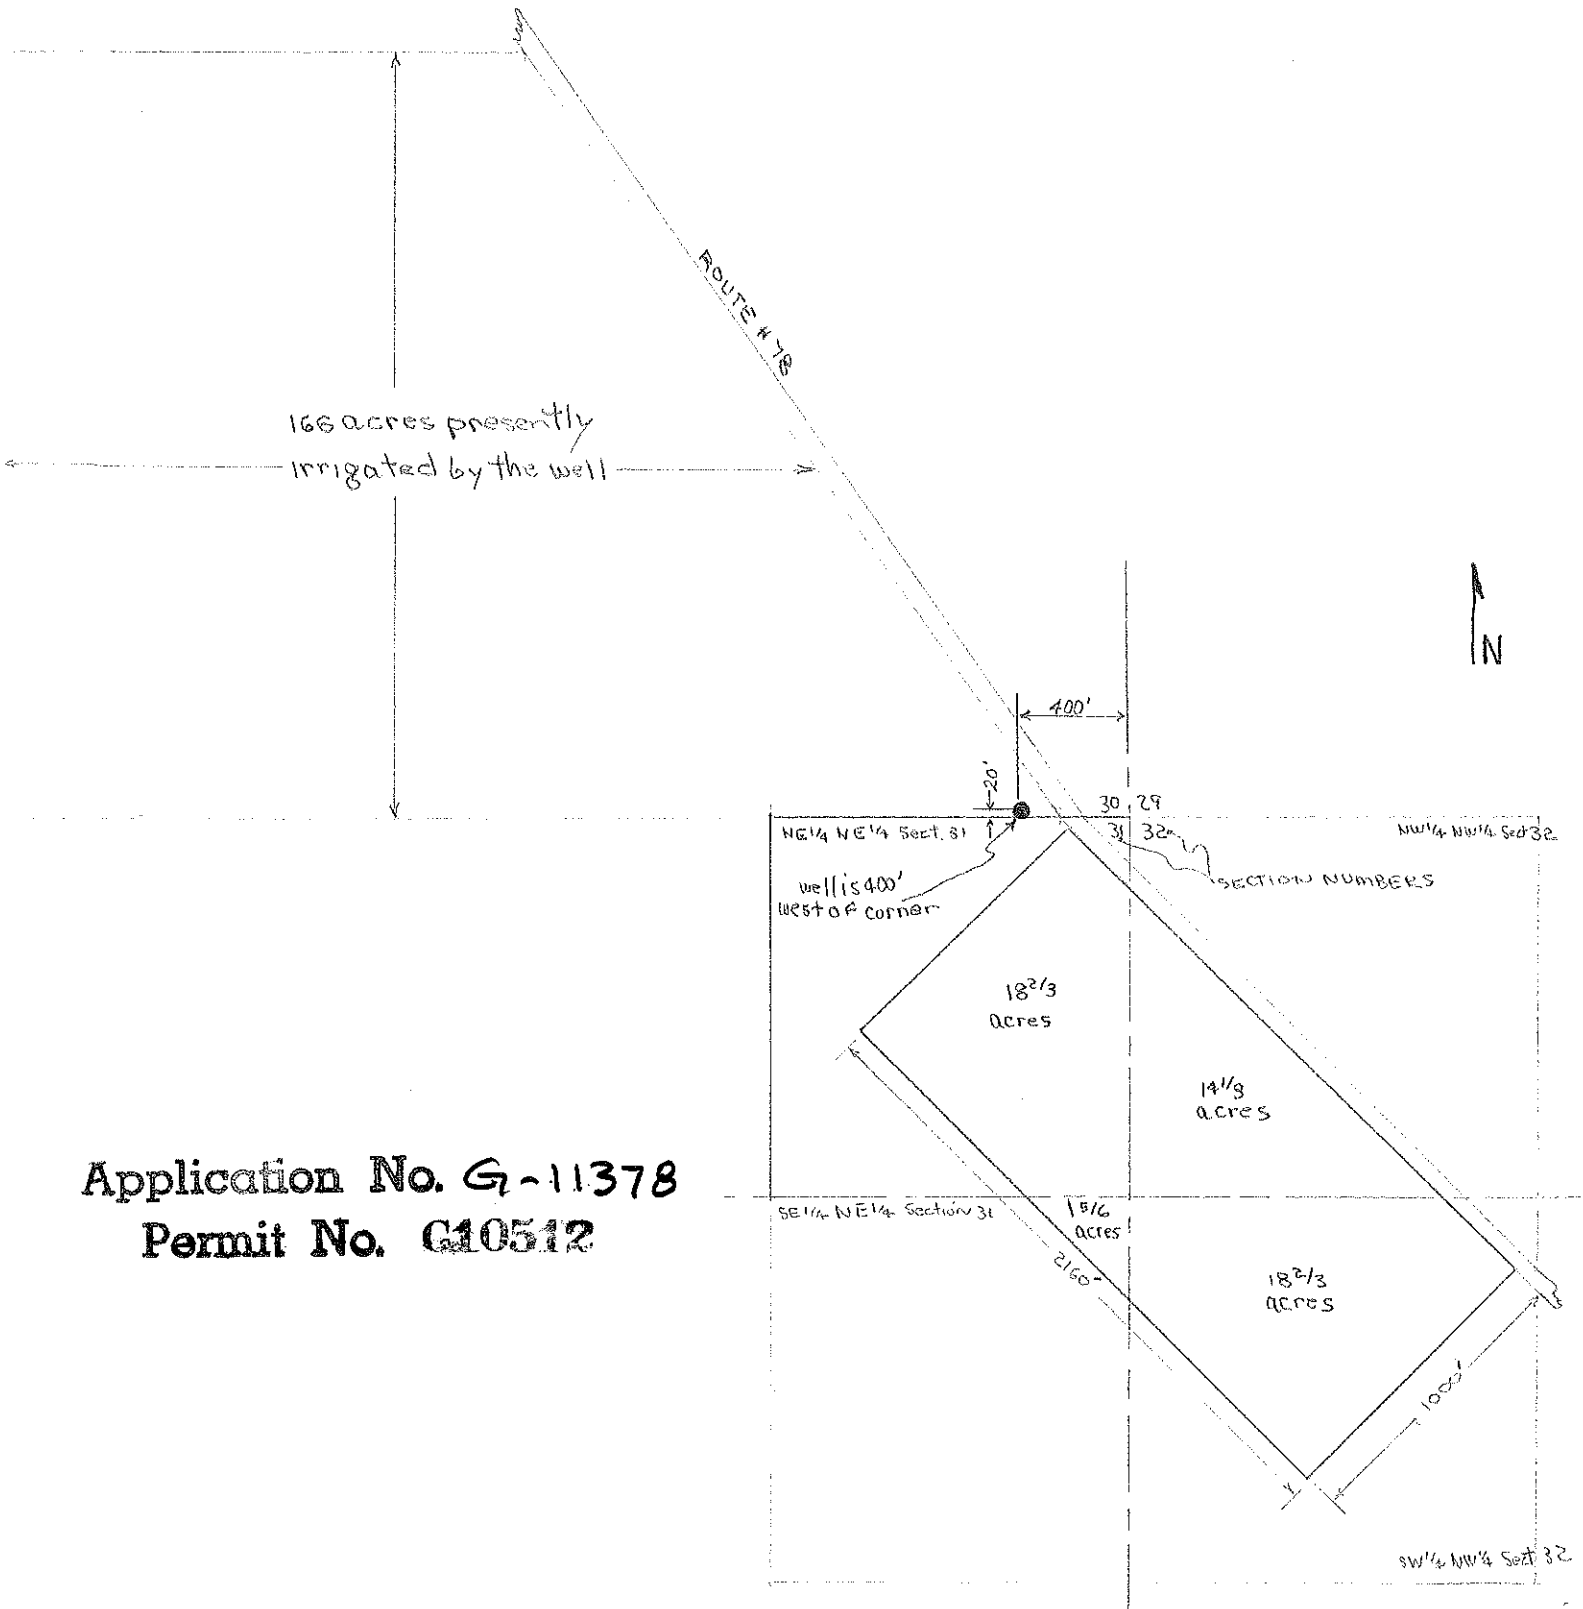 ROUTE # 78
166 acres presently
irrigated by the well
N
400'
20'
30 29
31 32
NE1/4 NE1/4 Sect. 31
NW1/4 NW1/4 Sect 32
SECTION NUMBERS
well is 400'
west of corner
18 2/3
acres
14 1/3
acres
Application No. G-11378
Permit No. G10512
SE1/4 NE1/4 Section 31
1 5/6
acres
2160'
18 2/3
acres
1000'
SW1/4 NW1/4 Sect 32